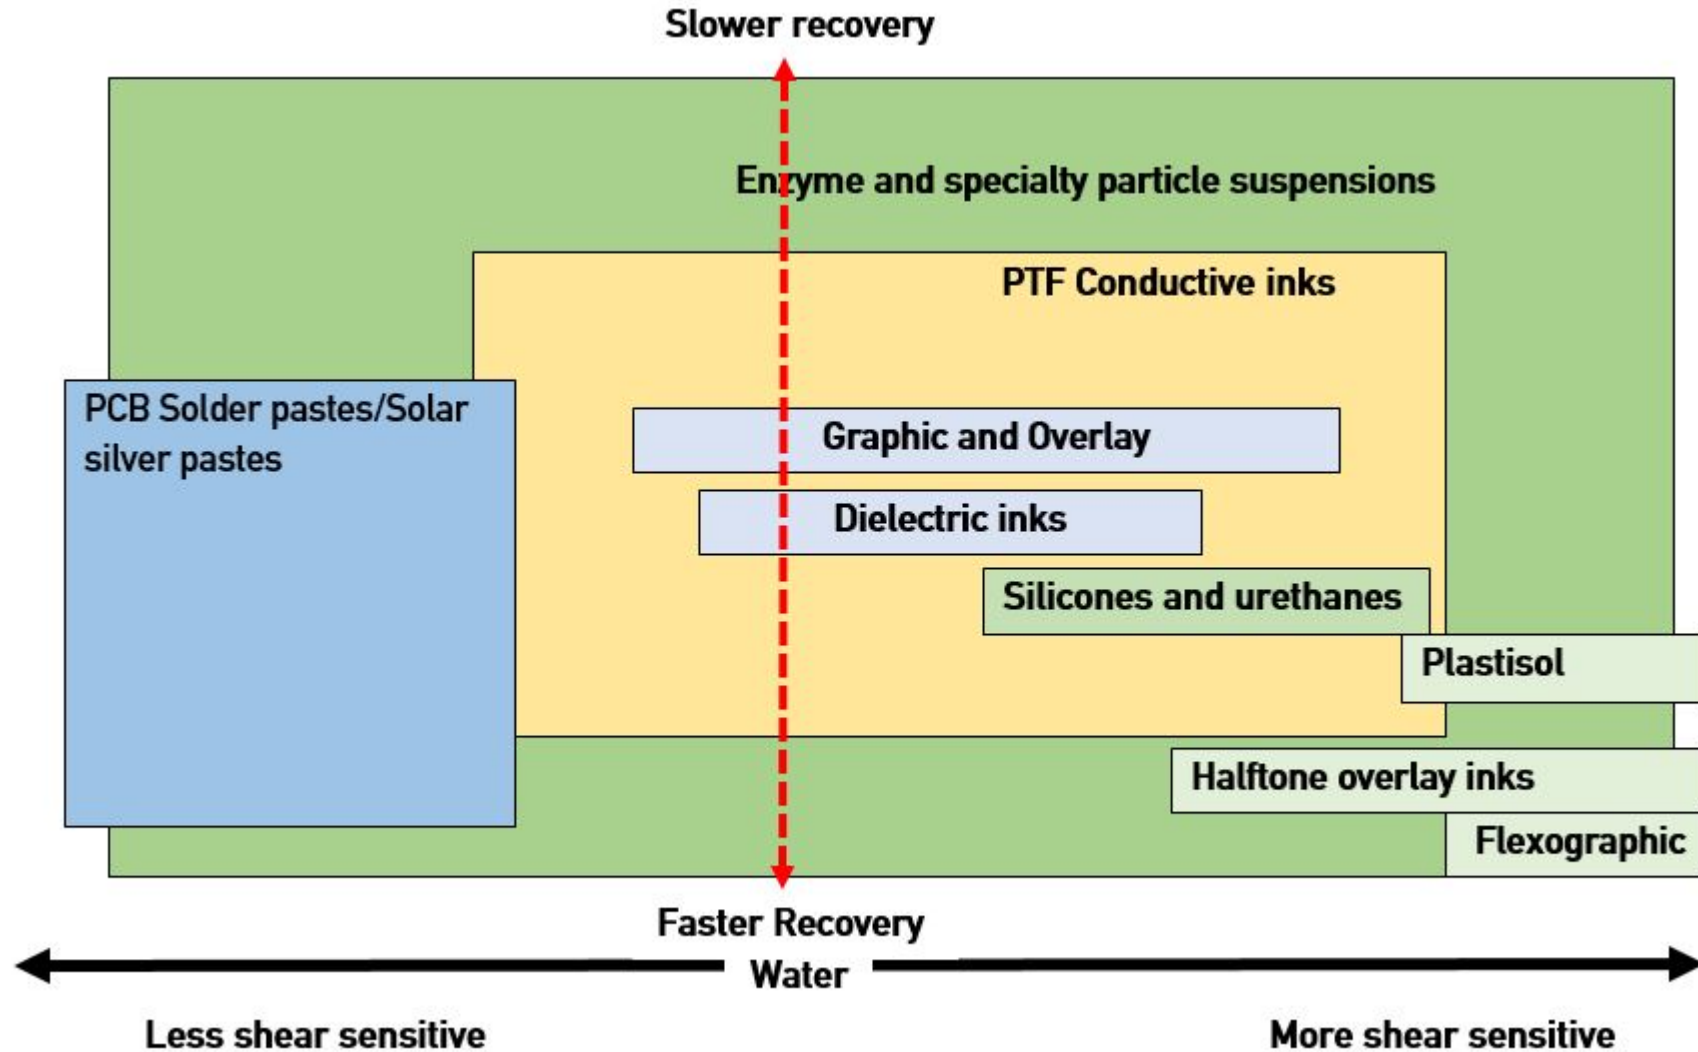 Slower recovery
Enzyme and specialty particle suspensions
PTF Conductive inks
PCB Solder pastes/Solar
silver pastes
Graphic and Overlay
Dielectric inks
Silicones and urethanes
Plastisol
Halftone overlay inks
Flexographic
Faster Recovery
Water
Less shear sensitive
More shear sensitive